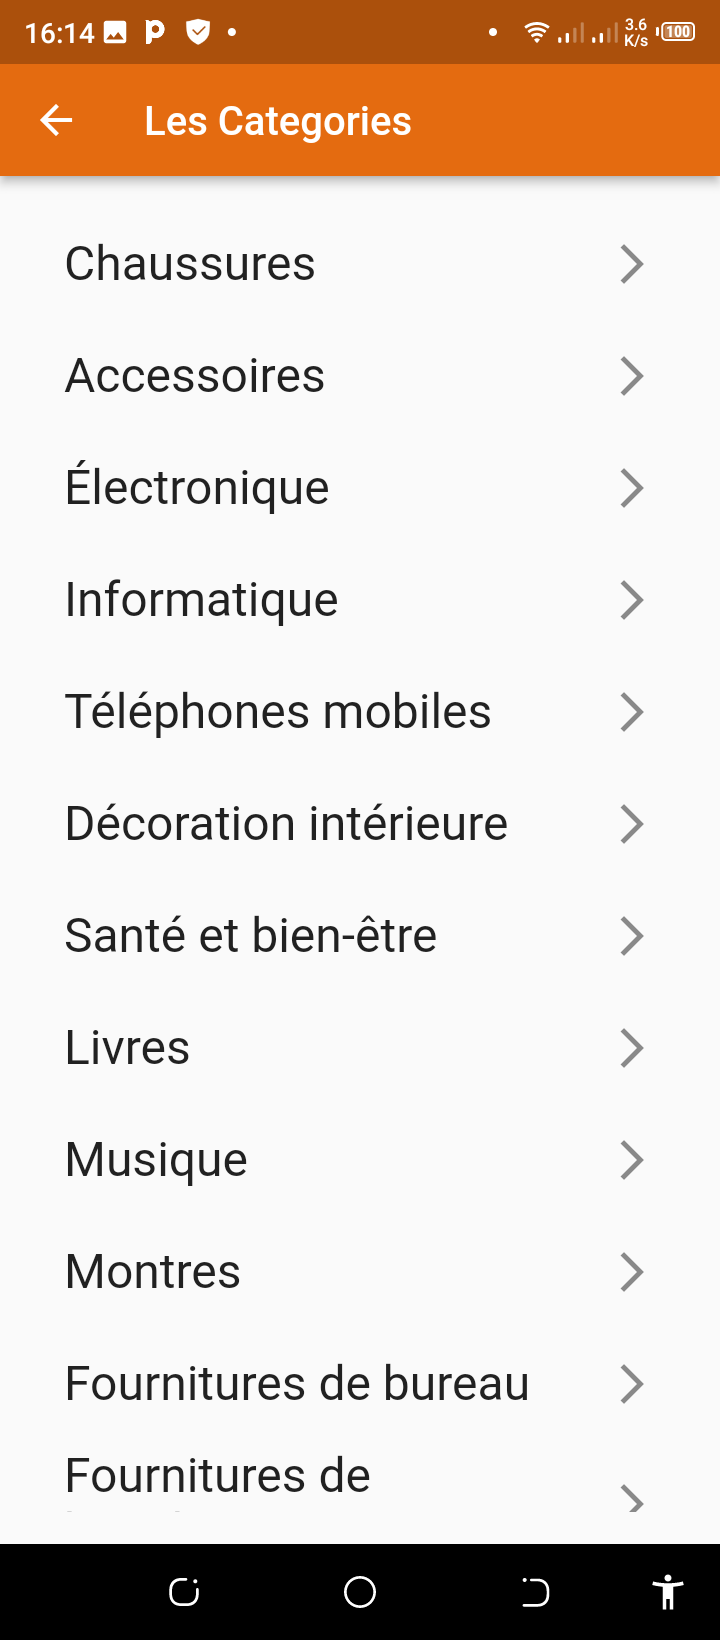 16:14
3.6
K/s
100
Les Categories
Chaussures
Accessoires
Électronique
Informatique
Téléphones mobiles
Décoration intérieure
Santé et bien-être
Livres
Musique
Montres
Fournitures de bureau
Fournitures de